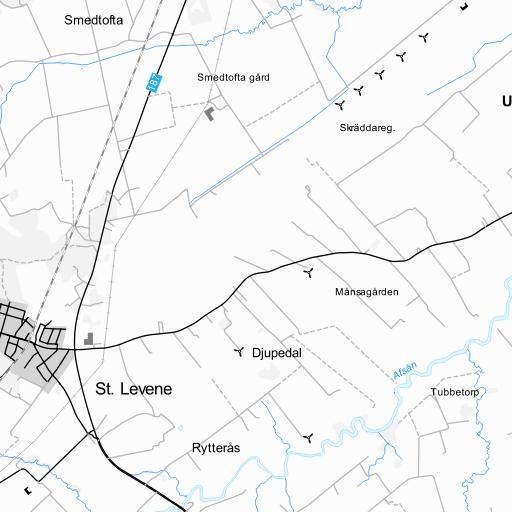 Smedtofta
Smedtofta gård
187
U
Skräddareg.
Månsagården
Djupedal
Afsån
St. Levene
Tubbetorp
Rytterås